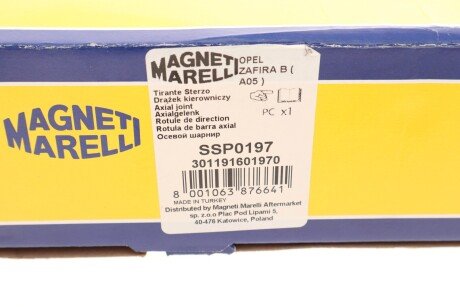 MAGNETI
MARELLI
MAGNETI
MARELLI
OPEL
ZAFIRA B (
A05 )
Tirante Sterzo
Drążek kierowniczy
Axial joint
Axialgelenk
Rotule de direction
Rotula de barra axial
Осевой шарнир
PC x1
SSP0197
301191601970
8 001063 876641
MADE IN TURKEY
Distributed by Magneti Marelli Aftermarket
sp. z.o.o Plac Pod Lipami 5,
40-476 Katowice, Poland